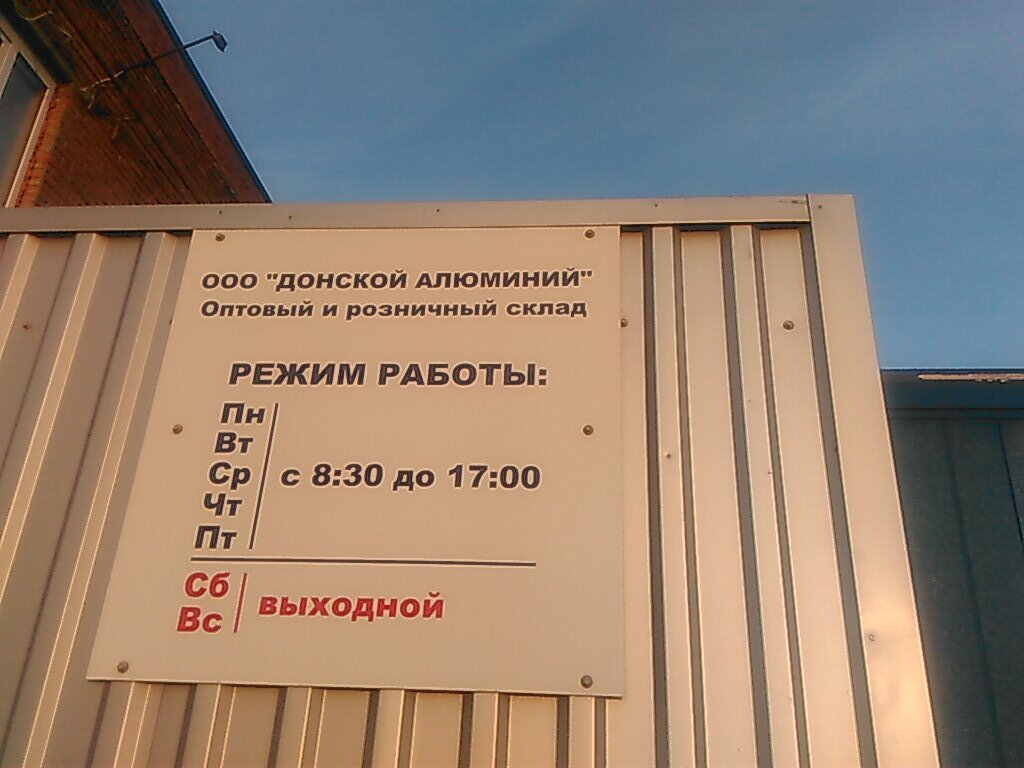 ООО "ДОНСКОЙ АЛЮМИНИЙ"
Оптовый и розничный склад
РЕЖИМ РАБОТЫ:
Пн
Вт
Ср с 8:30 до 17:00
Чт
Пт
Сб
Вс выходной